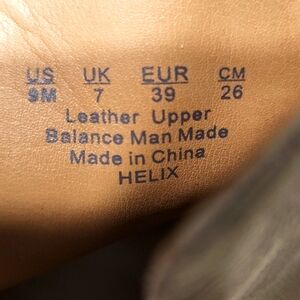 US UK EUR CM
9M 7 39 26
Leather Upper
Balance Man Made
Made in China
HELIX